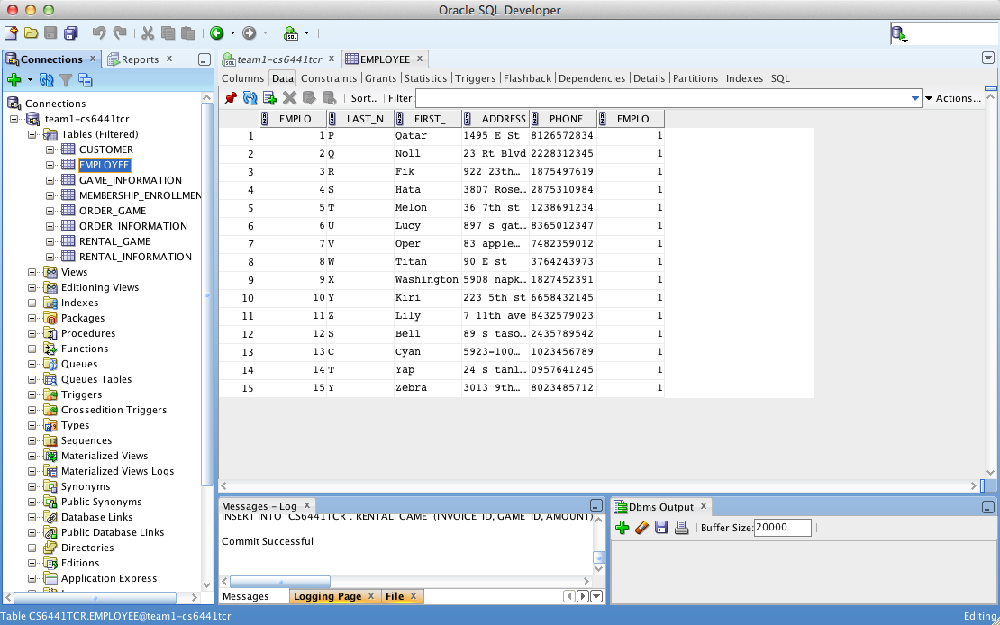 Oracle SQL Developer
Connections
Reports
Connections
team1-cs6441tcr
Tables (Filtered)
CUSTOMER
EMPLOYEE
GAME_INFORMATION
MEMBERSHIP_ENROLLMEN
ORDER_GAME
ORDER_INFORMATION
RENTAL_GAME
RENTAL_INFORMATION
Views
Editioning Views
Indexes
Packages
Procedures
Functions
Queues
Queues Tables
Triggers
Crossedition Triggers
Types
Sequences
Materialized Views
Materialized Views Logs
Synonyms
Public Synonyms
Database Links
Public Database Links
Directories
Editions
Application Express
team1-cs6441tcr
EMPLOYEE
Columns Data Constraints Grants Statistics Triggers Flashback Dependencies Details Partitions Indexes SQL
Sort.. Filter: Actions...
EMPLO... LAST_N... FIRST_... ADDRESS PHONE EMPLO...
1 1 P Qatar 1495 E St 8126572834 1
2 2 Q Noll 23 Rt Blvd 2228312345 1
3 3 R Fik 922 23th... 1875497619 1
4 4 S Hata 3807 Rose... 2875310984 1
5 5 T Melon 36 7th st 1238691234 1
6 6 U Lucy 897 s gat... 8365012347 1
7 7 V Oper 83 apple... 7482359012 1
8 8 W Titan 90 E st 3764243973 1
9 9 X Washington 5908 napk... 1827452391 1
10 10 Y Kiri 223 5th st 6658432145 1
11 11 Z Lily 7 11th ave 8432579023 1
12 12 S Bell 89 s taso... 2435789542 1
13 13 C Cyan 5923-100... 1023456789 1
14 14 T Yap 24 s tanl... 0957641245 1
15 15 Y Zebra 3013 9th... 8023485712 1
Messages - Log
INSERT INTO "CS6441TCR"."RENTAL_GAME" (INVOICE_ID, GAME_ID, AMOUNT)
Commit Successful
Messages Logging Page File
Dbms Output
Buffer Size: 20000
Table CS6441TCR.EMPLOYEE@team1-cs6441tcr
Editing